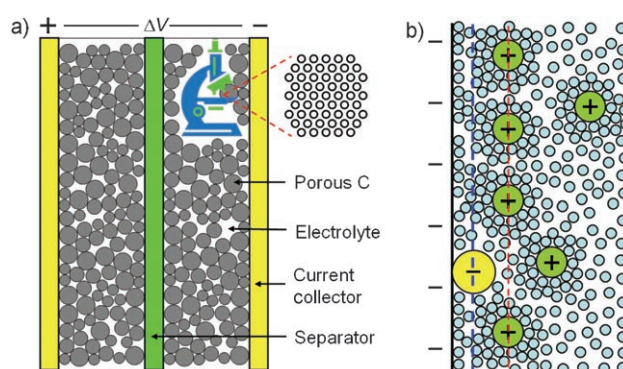 a)
+ ΔV −
Porous C
Electrolyte
Current
collector
Separator
b)
−
−
−
−
−
−
+
+
+
+
−
+
+